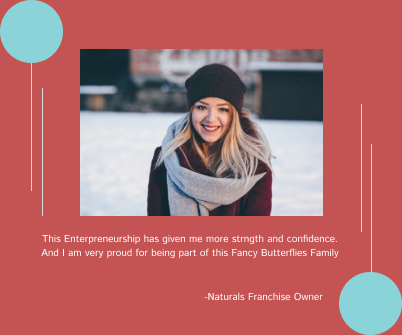 This Enterpreneurship has given me more strngth and confidence.
And I am very proud for being part of this Fancy Butterflies Family
-Naturals Franchise Owner